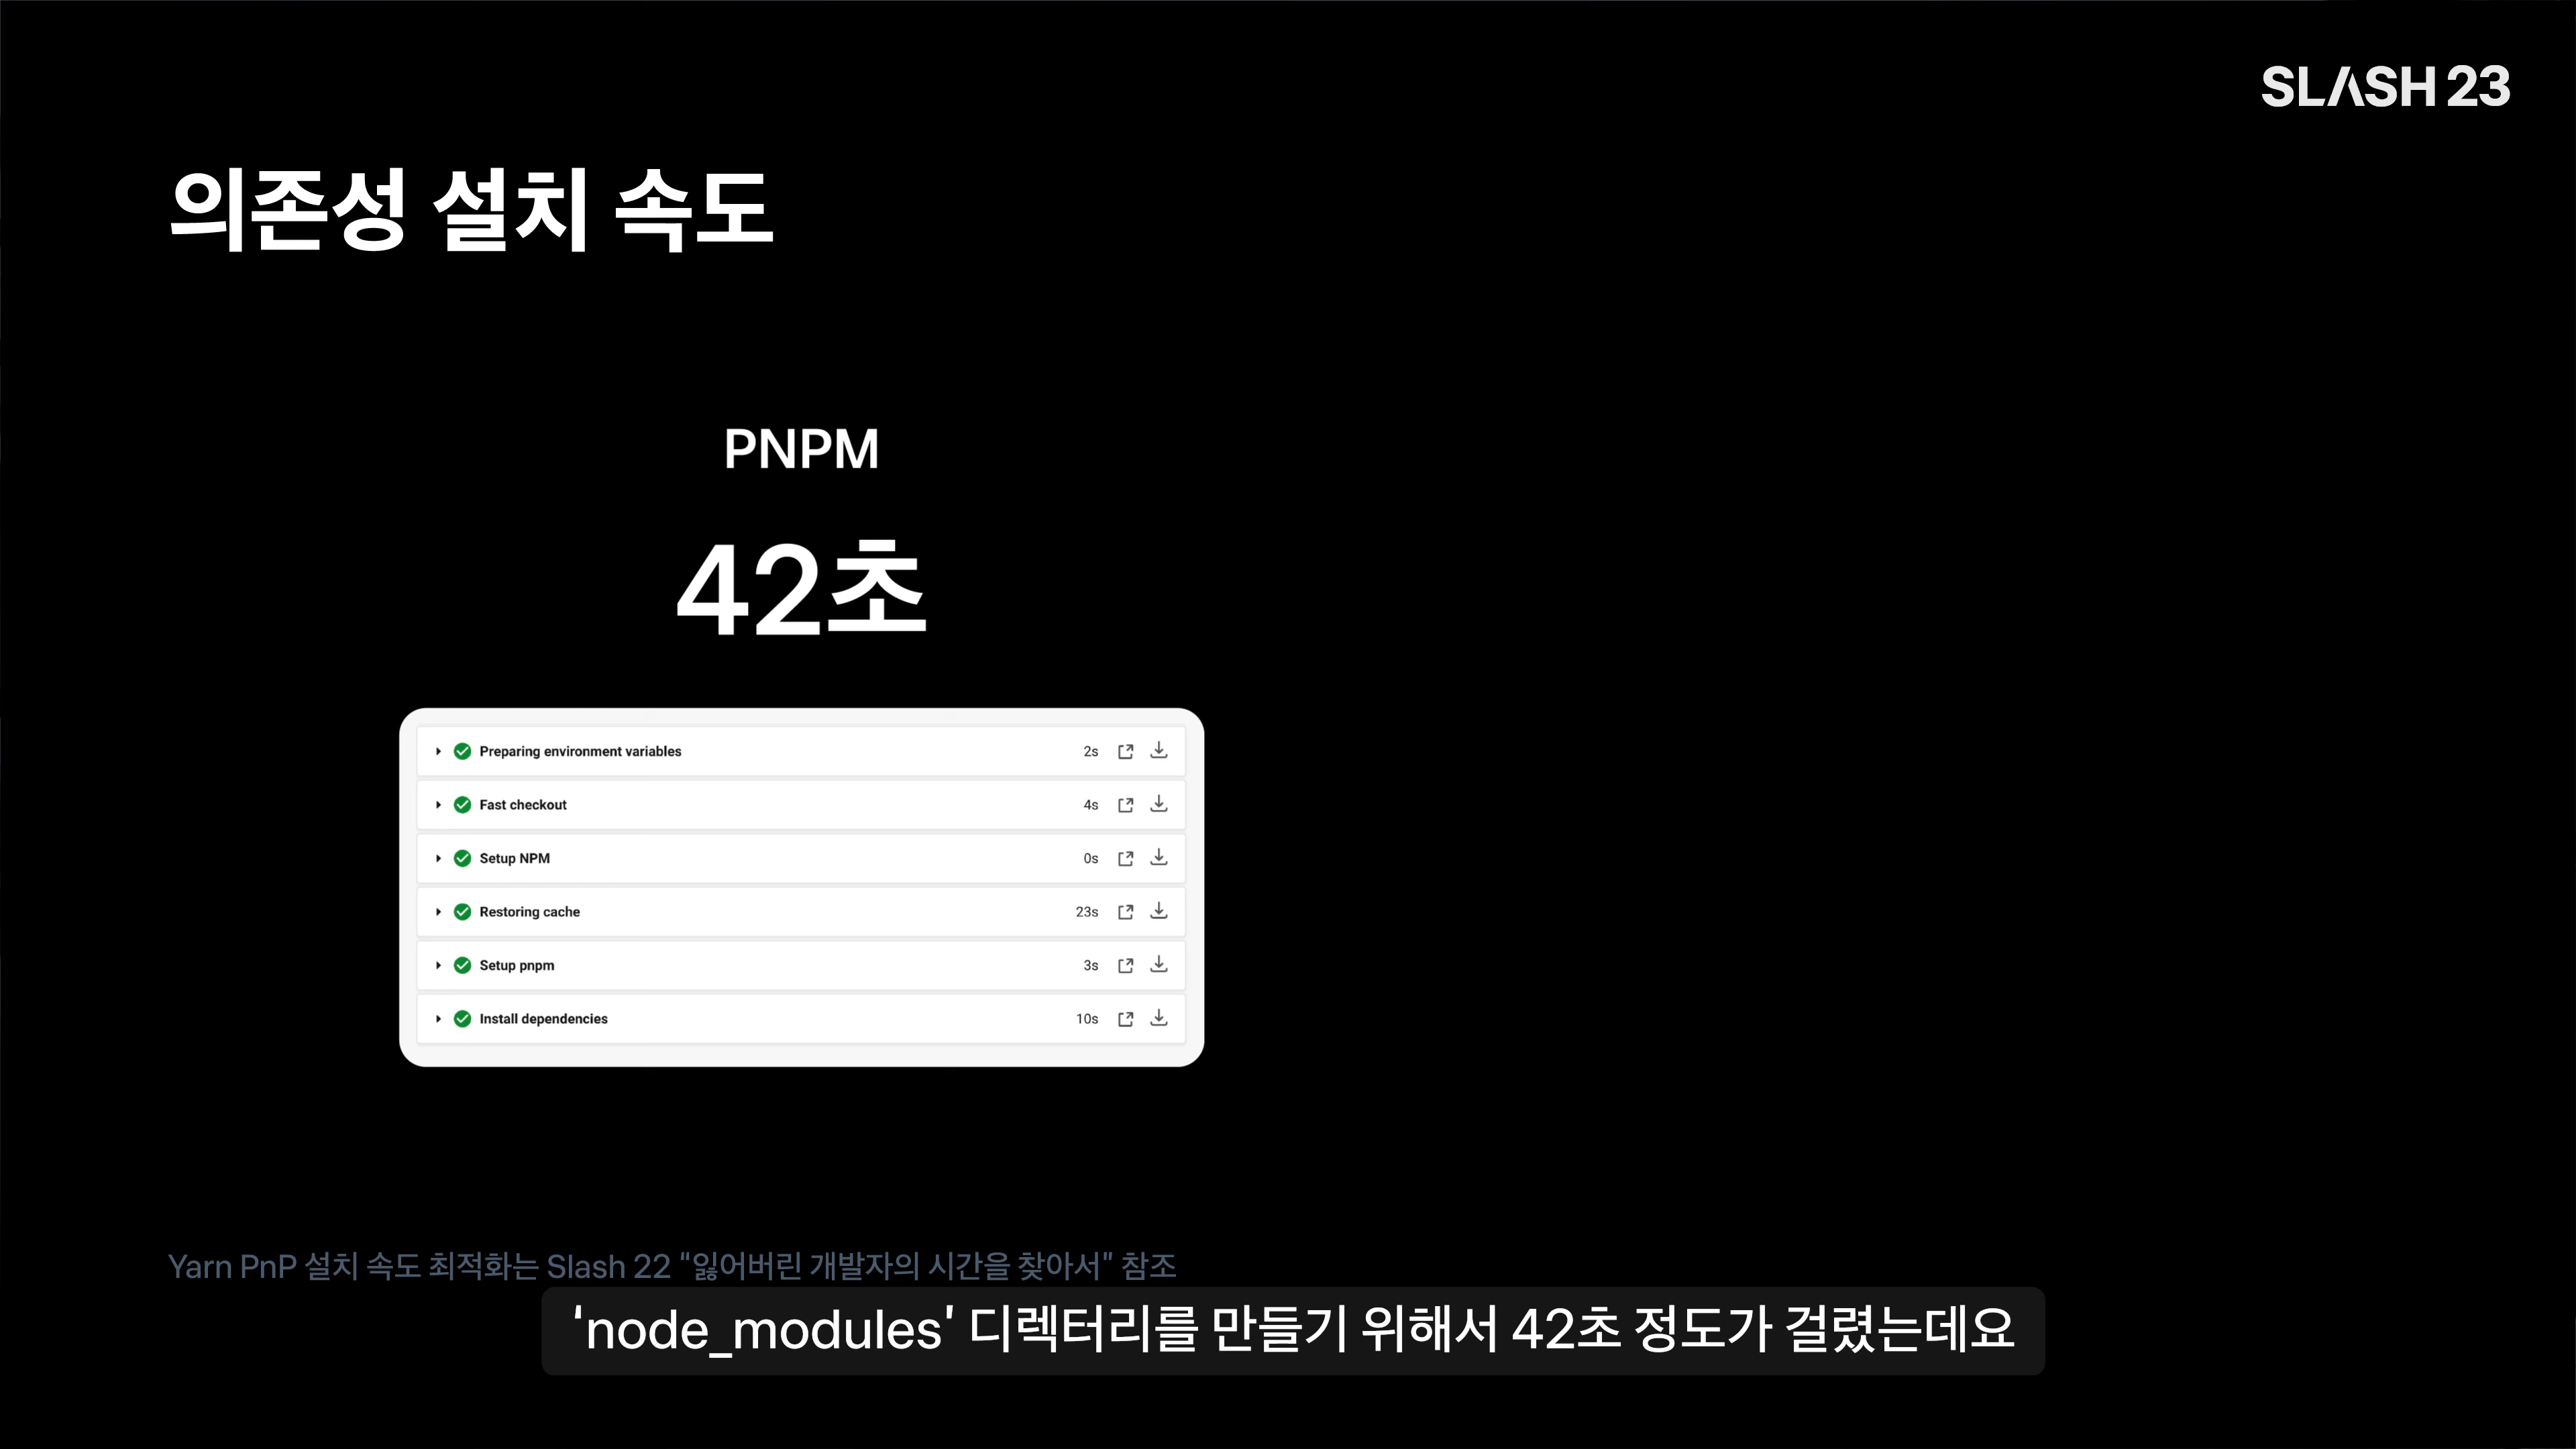 SLASH 23
의존성 설치 속도
PNPM
42초
Preparing environment variables 2s
Fast checkout 4s
Setup NPM 0s
Restoring cache 23s
Setup pnpm 3s
Install dependencies 10s
Yarn PnP 설치 속도 최적화는 Slash 22 “잃어버린 개발자의 시간을 찾아서” 참조
‘node_modules’ 디렉터리를 만들기 위해서 42초 정도가 걸렸는데요